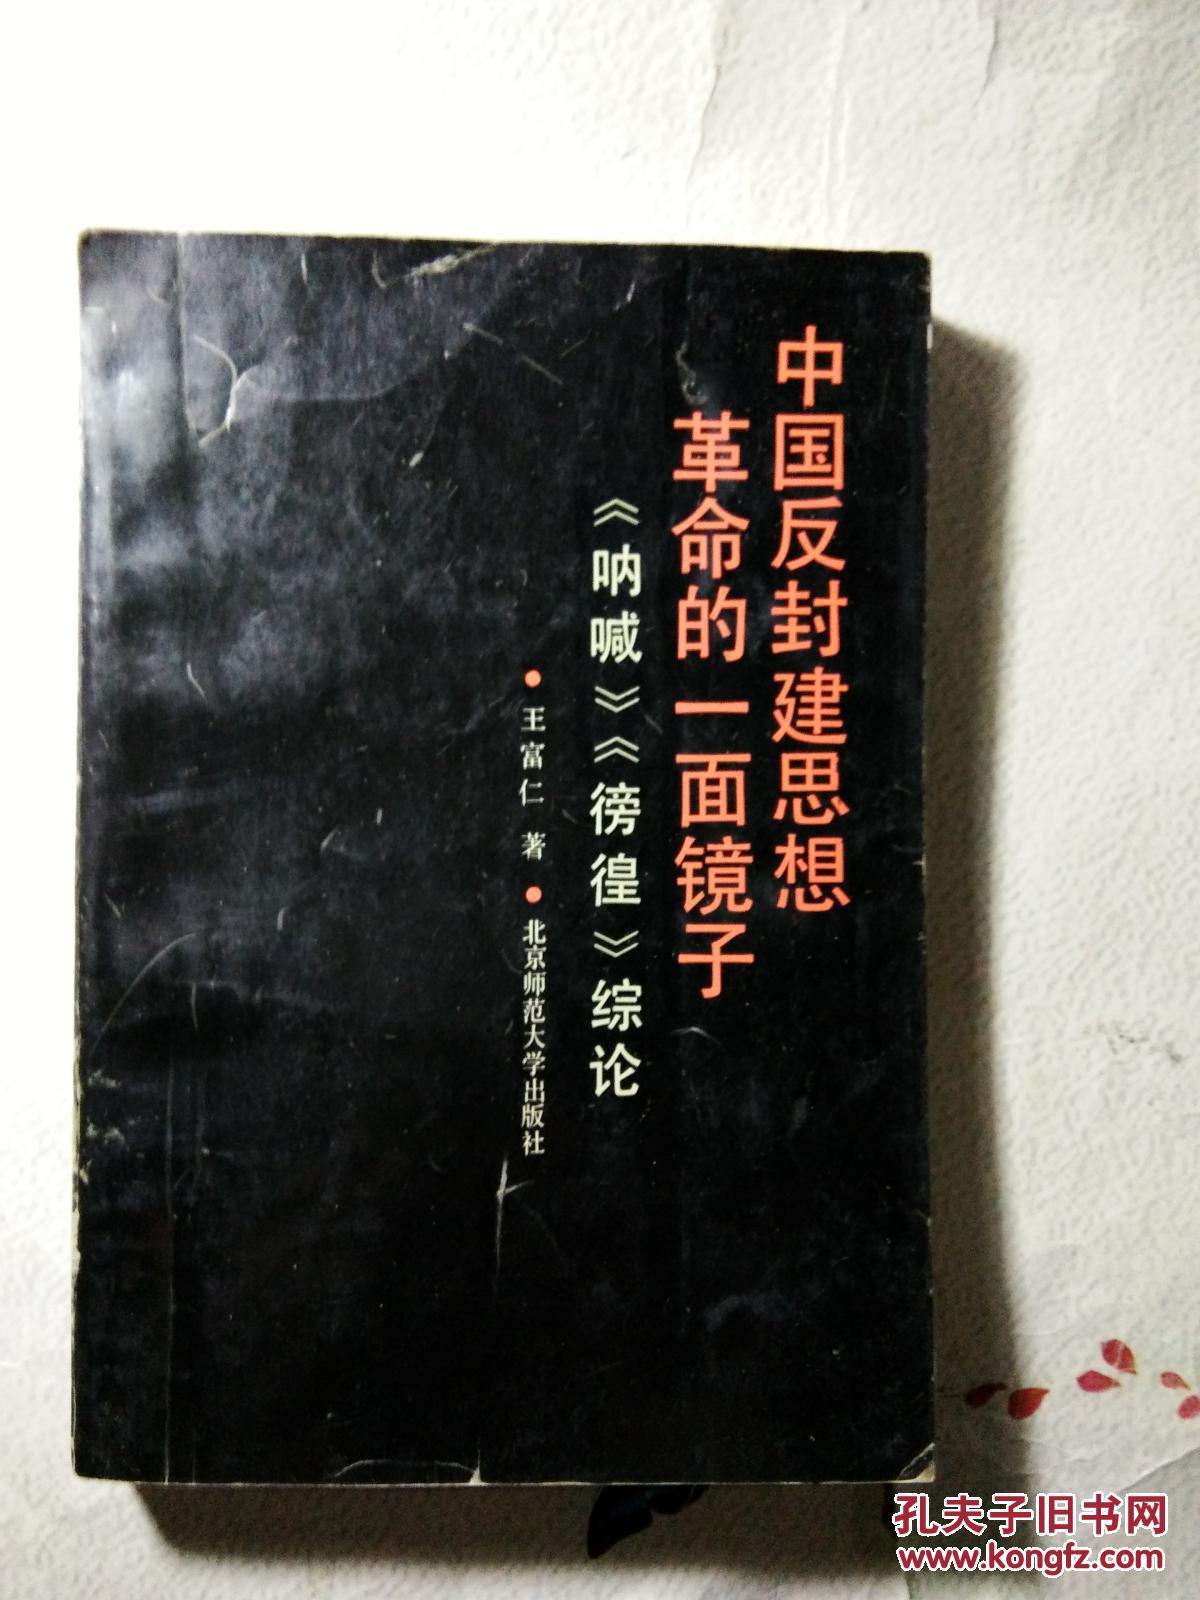 中国反封建思想
革命的一面镜子
《呐喊》《徬徨》综论
•王富仁 著•北京师范大学出版社
孔夫子旧书网
www.kongfz.com